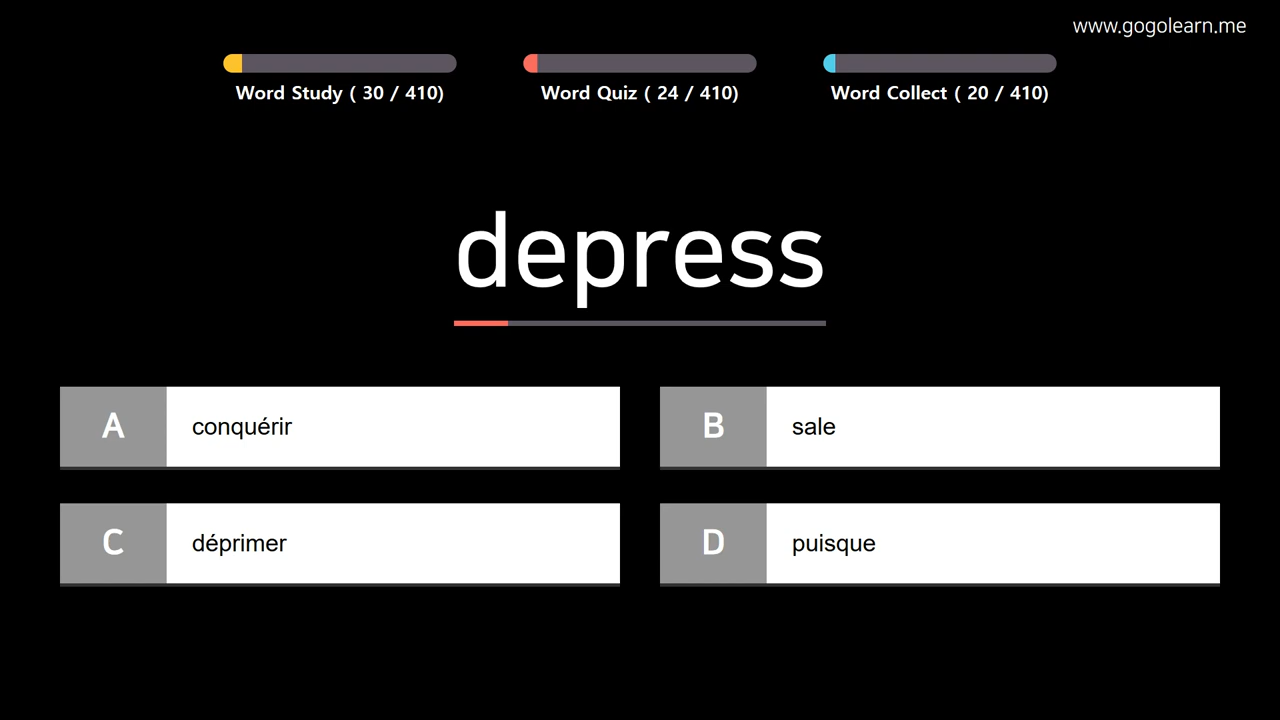 www.gogolearn.me
Word Study ( 30 / 410)
Word Quiz ( 24 / 410)
Word Collect ( 20 / 410)
depress
A conquérir
B sale
C déprimer
D puisque